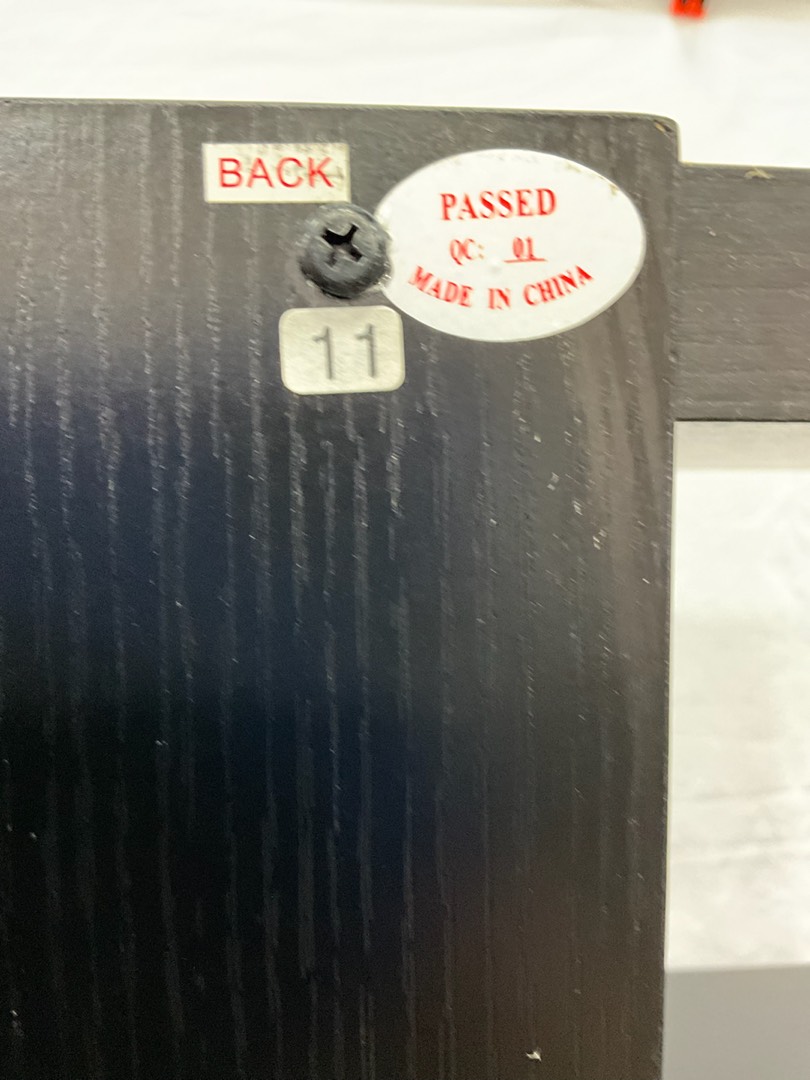 BACK
PASSED
QC: 01
MADE IN CHINA
11